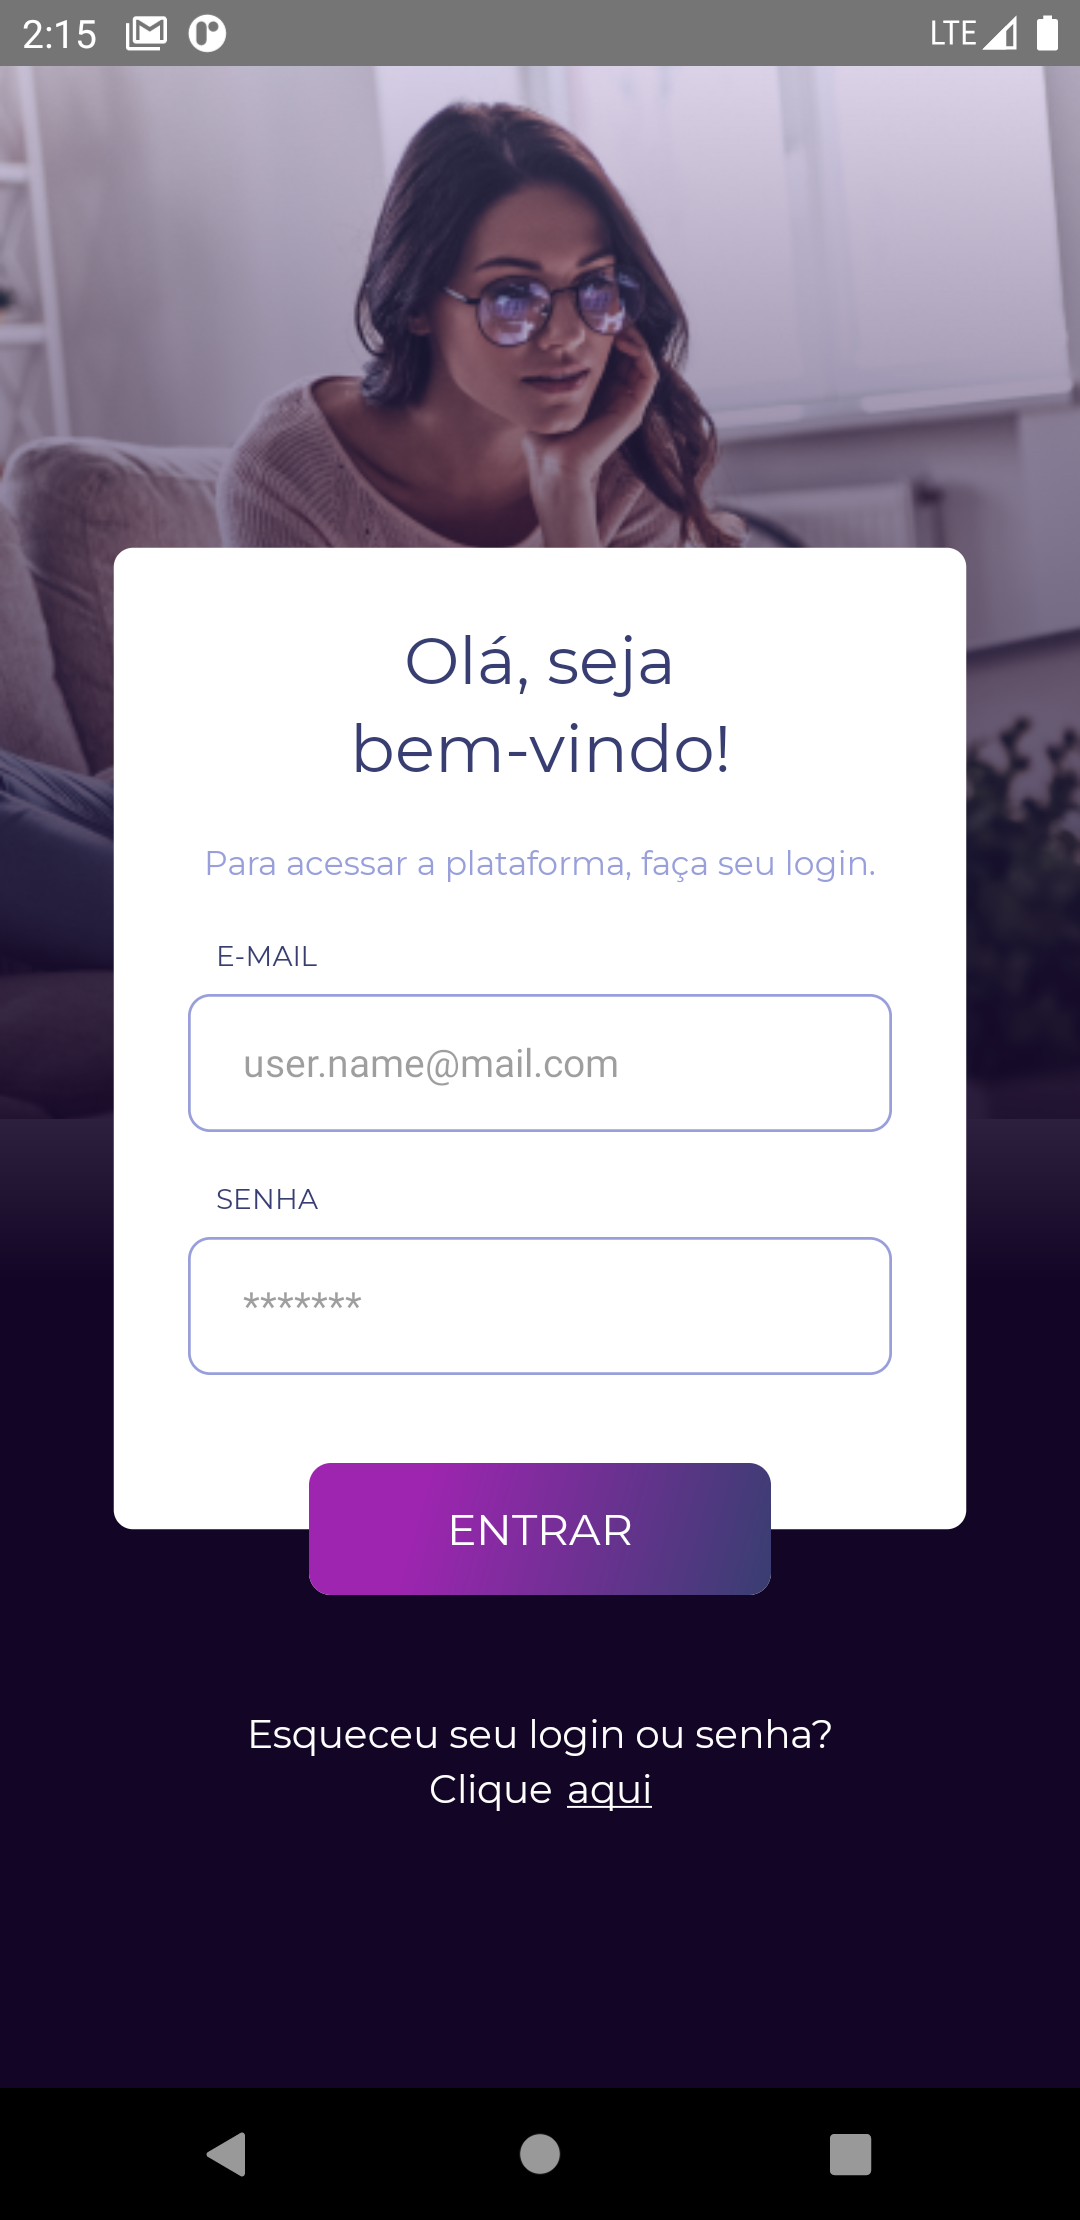 2:15 LTE
Olá, seja
bem-vindo!
Para acessar a plataforma, faça seu login.
E-MAIL
user.name@mail.com
SENHA
*******
ENTRAR
Esqueceu seu login ou senha?
Clique aqui